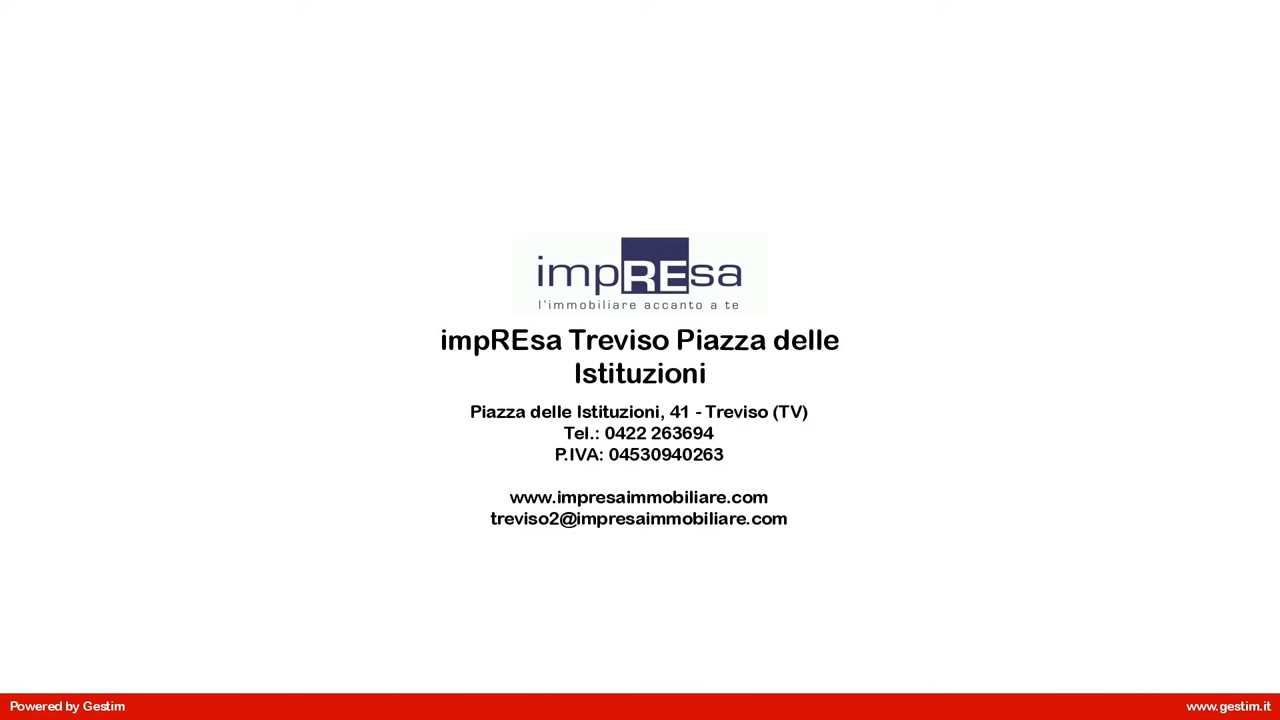 impREsa
l'immobiliare accanto a te
impREsa Treviso Piazza delle
Istituzioni
Piazza delle Istituzioni, 41 - Treviso (TV)
Tel.: 0422 263694
P.IVA: 04530940263
www.impresaimmobiliare.com
treviso2@impresaimmobiliare.com
Powered by Gestim
www.gestim.it